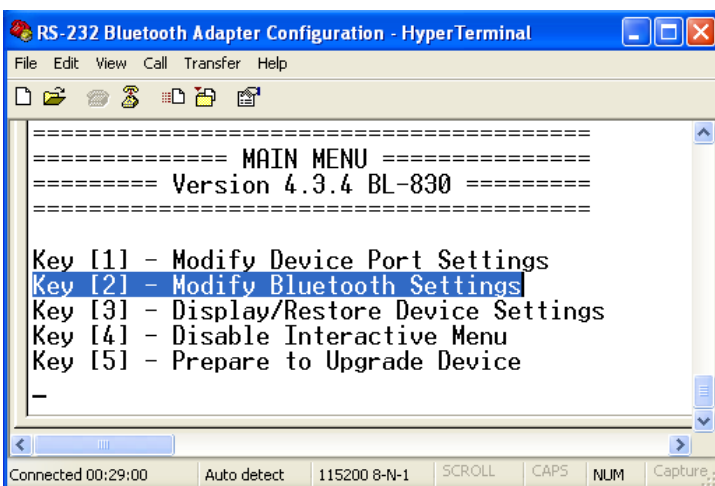 RS-232 Bluetooth Adapter Configuration - HyperTerminal
File Edit View Call Transfer Help
==========================================
=============== MAIN MENU ================
========= Version 4.3.4 BL-830 =========
==========================================
Key [1] - Modify Device Port Settings
Key [2] - Modify Bluetooth Settings
Key [3] - Display/Restore Device Settings
Key [4] - Disable Interactive Menu
Key [5] - Prepare to Upgrade Device
_
Connected 00:29:00 Auto detect 115200 8-N-1 SCROLL CAPS NUM Capture